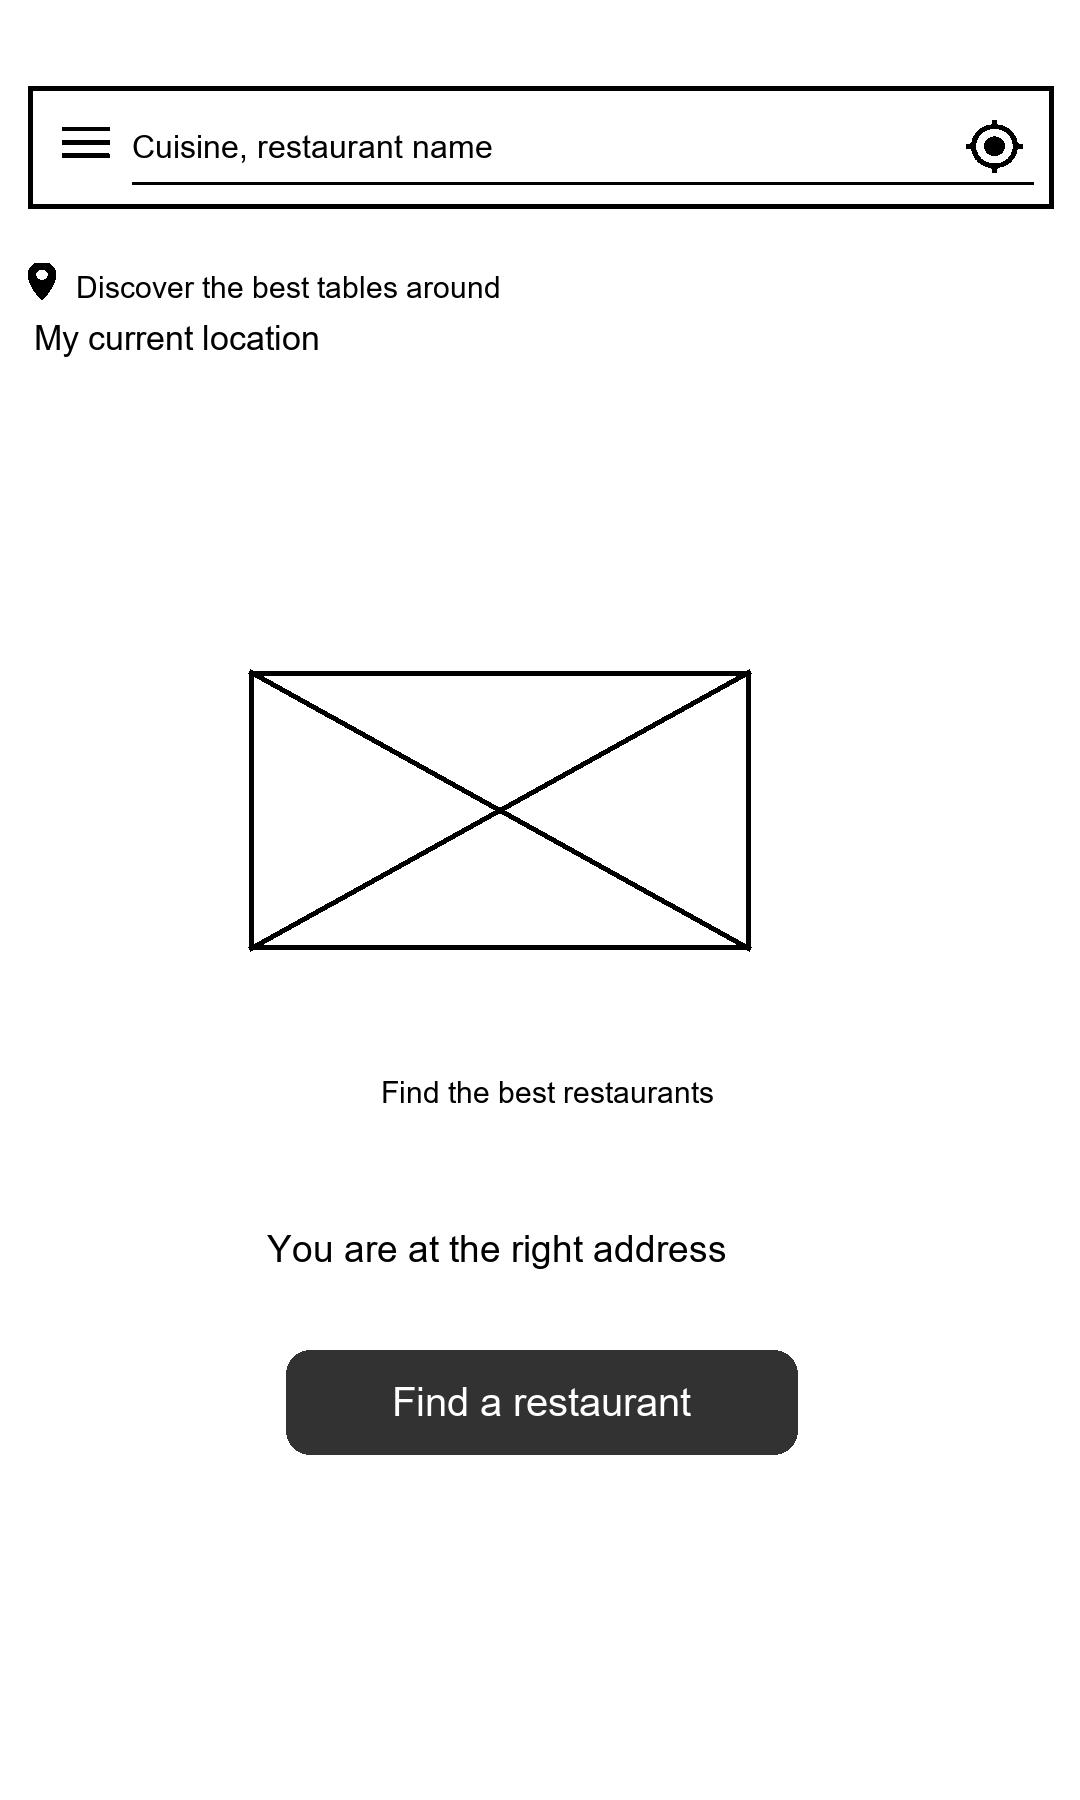 Cuisine, restaurant name
Discover the best tables around
My current location
Find the best restaurants
You are at the right address
Find a restaurant